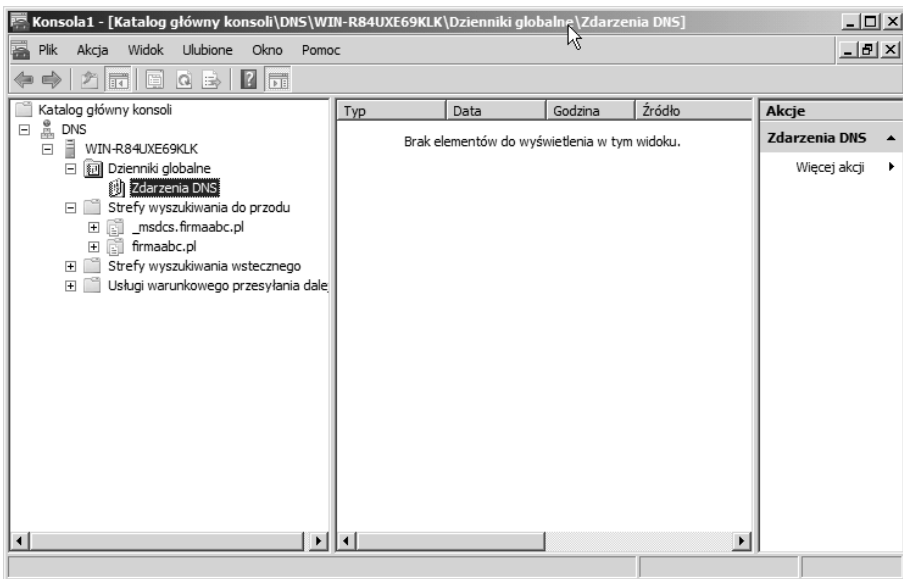 Konsola1 - [Katalog główny konsoli\DNS\WIN-R84UXE69KLK\Dzienniki globalne\Zdarzenia DNS]
Plik Akcja Widok Ulubione Okno Pomoc
Katalog główny konsoli
DNS
WIN-R84UXE69KLK
Dzienniki globalne
Zdarzenia DNS
Strefy wyszukiwania do przodu
_msdcs.firmaabc.pl
firmaabc.pl
Strefy wyszukiwania wstecznego
Usługi warunkowego przesyłania dale
Typ Data Godzina Źródło
Brak elementów do wyświetlenia w tym widoku.
Akcje
Zdarzenia DNS
Więcej akcji